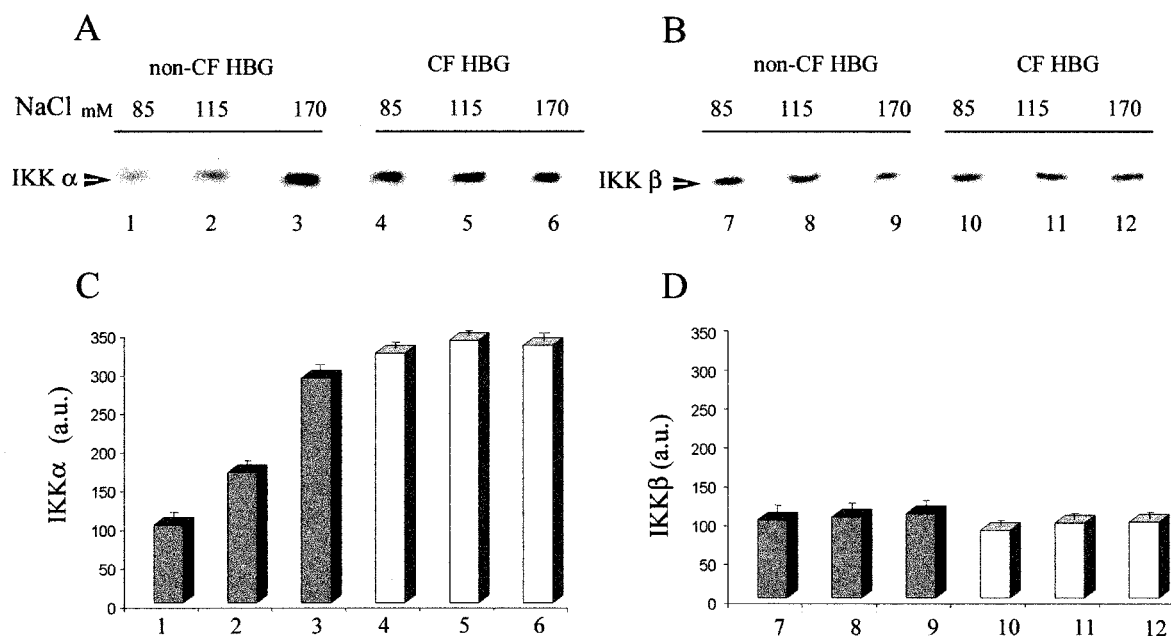 A
B
non-CF HBG CF HBG
non-CF HBG CF HBG
NaCl mM 85 115 170 85 115 170
85 115 170 85 115 170
IKK α
IKK β
1 2 3 4 5 6
7 8 9 10 11 12
C
D
IKKα (a.u.)
350
300
250
200
150
100
50
0
1 2 3 4 5 6
IKKβ (a.u.)
350
300
250
200
150
100
50
0
7 8 9 10 11 12